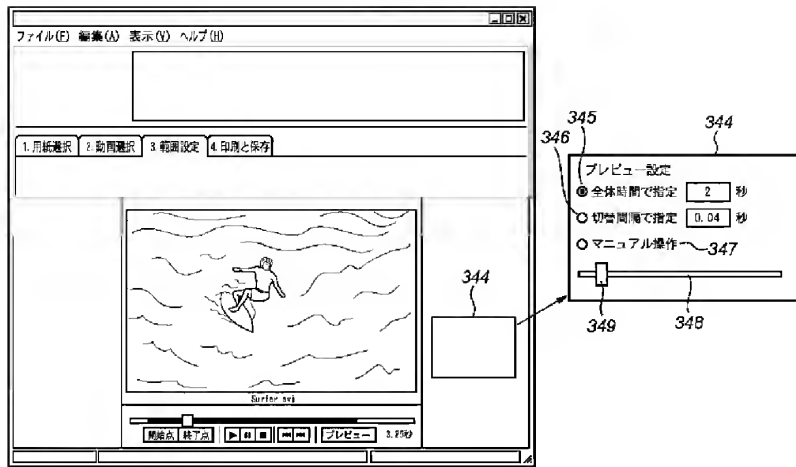 ファイル(F) 編集(A) 表示(V) ヘルプ(H)
1. 用紙選択 2. 動画選択 3. 範囲設定 4. 印刷と保存
Surfer avi
開始点 終了点 プレビュー 3.25秒
344
345
346
344
プレビュー設定
全体時間で指定 2 秒
切替間隔で指定 0.04 秒
マニュアル操作 347
349
348